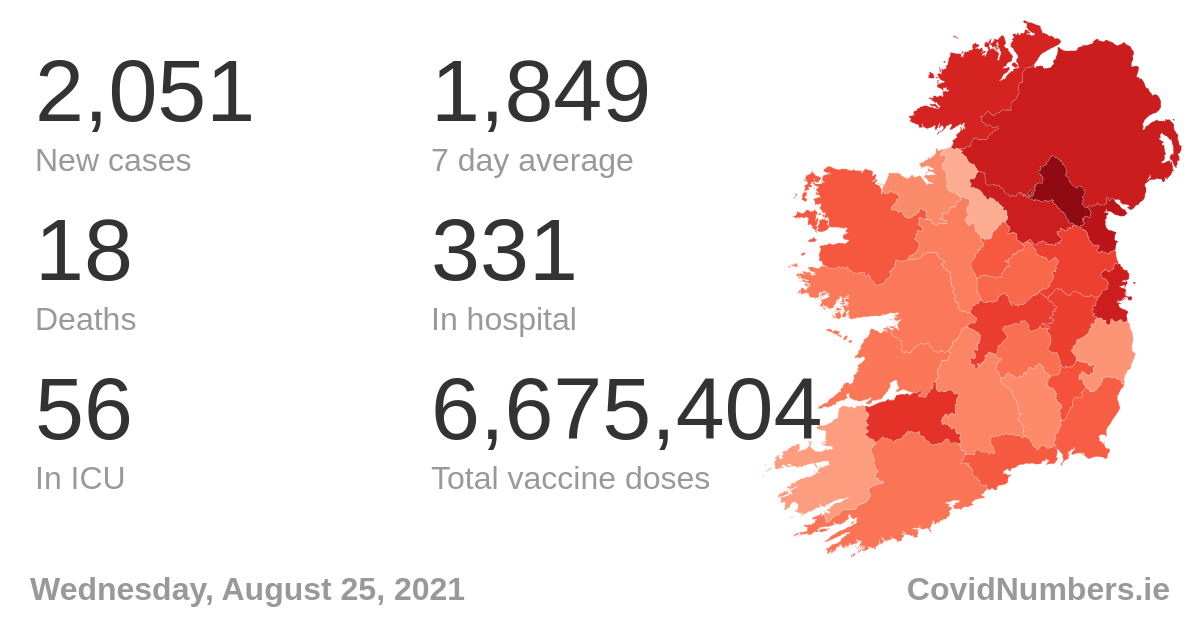 2,051
1,849
New cases
7 day average
18
331
Deaths
In hospital
56
6,675,404
In ICU
Total vaccine doses
Wednesday, August 25, 2021
CovidNumbers.ie